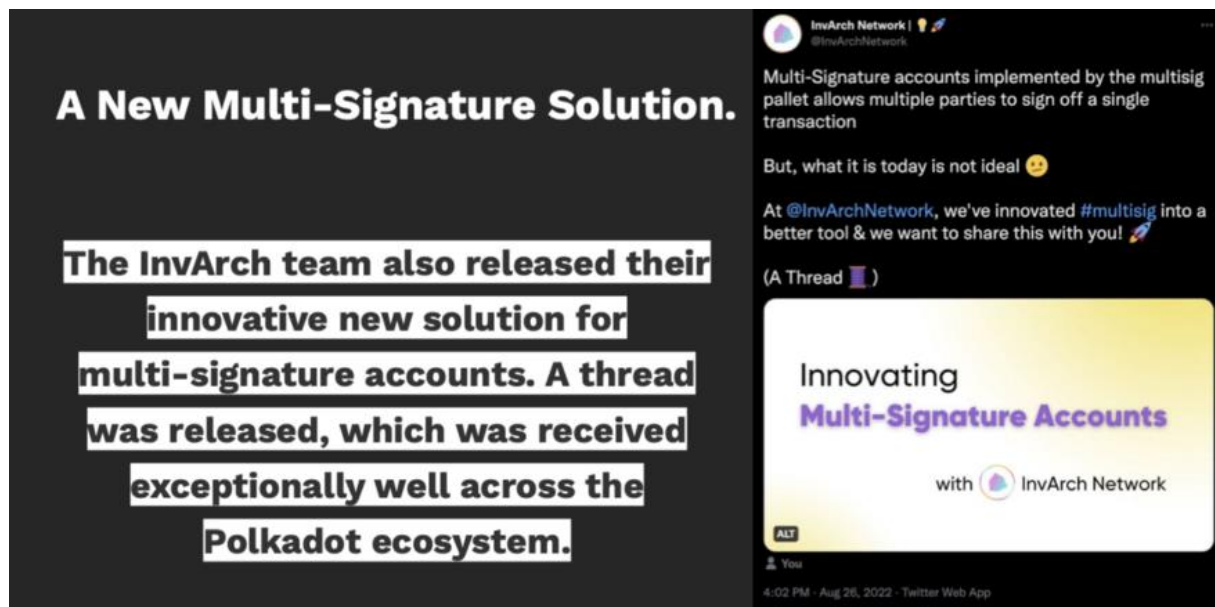 A New Multi-Signature Solution.
The InvArch team also released their
innovative new solution for
multi-signature accounts. A thread
was released, which was received
exceptionally well across the
Polkadot ecosystem.
InvArch Network | 💡🚀
@InvArchNetwork
Multi-Signature accounts implemented by the multisig
pallet allows multiple parties to sign off a single
transaction
But, what it is today is not ideal 🫤
At @InvArchNetwork, we've innovated #multisig into a
better tool & we want to share this with you! 🚀
(A Thread 🧵)
Innovating
Multi-Signature Accounts
with InvArch Network
ALT
You
4:02 PM · Aug 26, 2022 · Twitter Web App